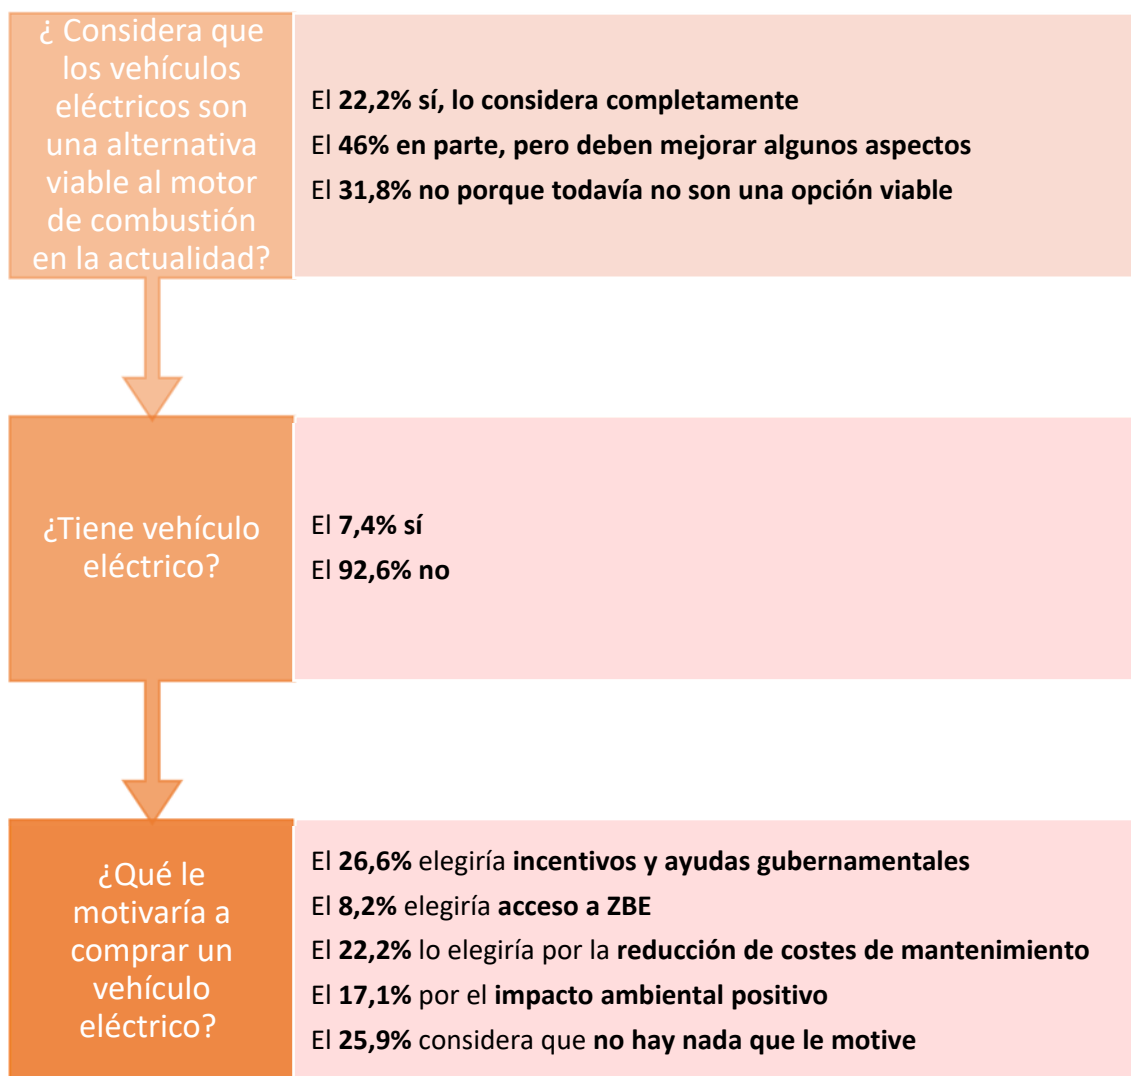 ¿ Considera que
los vehículos
eléctricos son
una alternativa
viable al motor
de combustión
en la actualidad?
El 22,2% sí, lo considera completamente
El 46% en parte, pero deben mejorar algunos aspectos
El 31,8% no porque todavía no son una opción viable
¿Tiene vehículo
eléctrico?
El 7,4% sí
El 92,6% no
¿Qué le
motivaría a
comprar un
vehículo
eléctrico?
El 26,6% elegiría incentivos y ayudas gubernamentales
El 8,2% elegiría acceso a ZBE
El 22,2% lo elegiría por la reducción de costes de mantenimiento
El 17,1% por el impacto ambiental positivo
El 25,9% considera que no hay nada que le motive